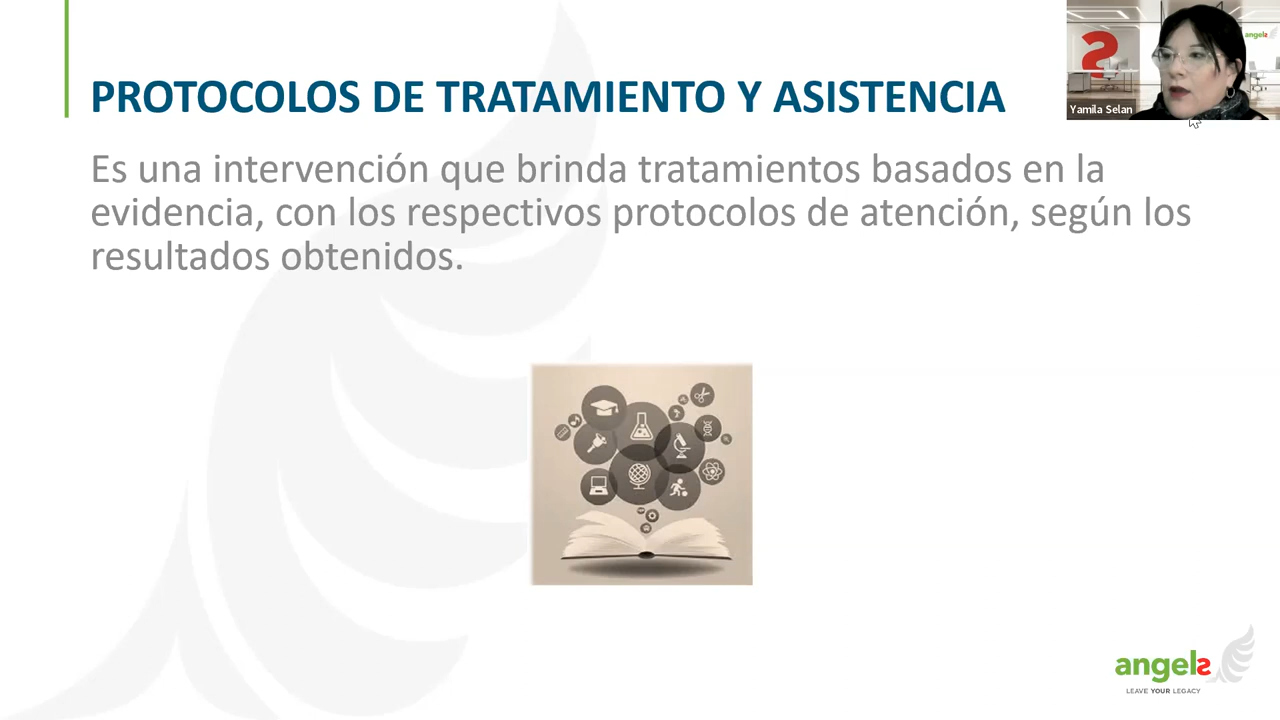 PROTOCOLOS DE TRATAMIENTO Y ASISTENCIA
Es una intervención que brinda tratamientos basados en la
evidencia, con los respectivos protocolos de atención, según los
resultados obtenidos.
Yamila Selan
angels
angels
LEAVE YOUR LEGACY